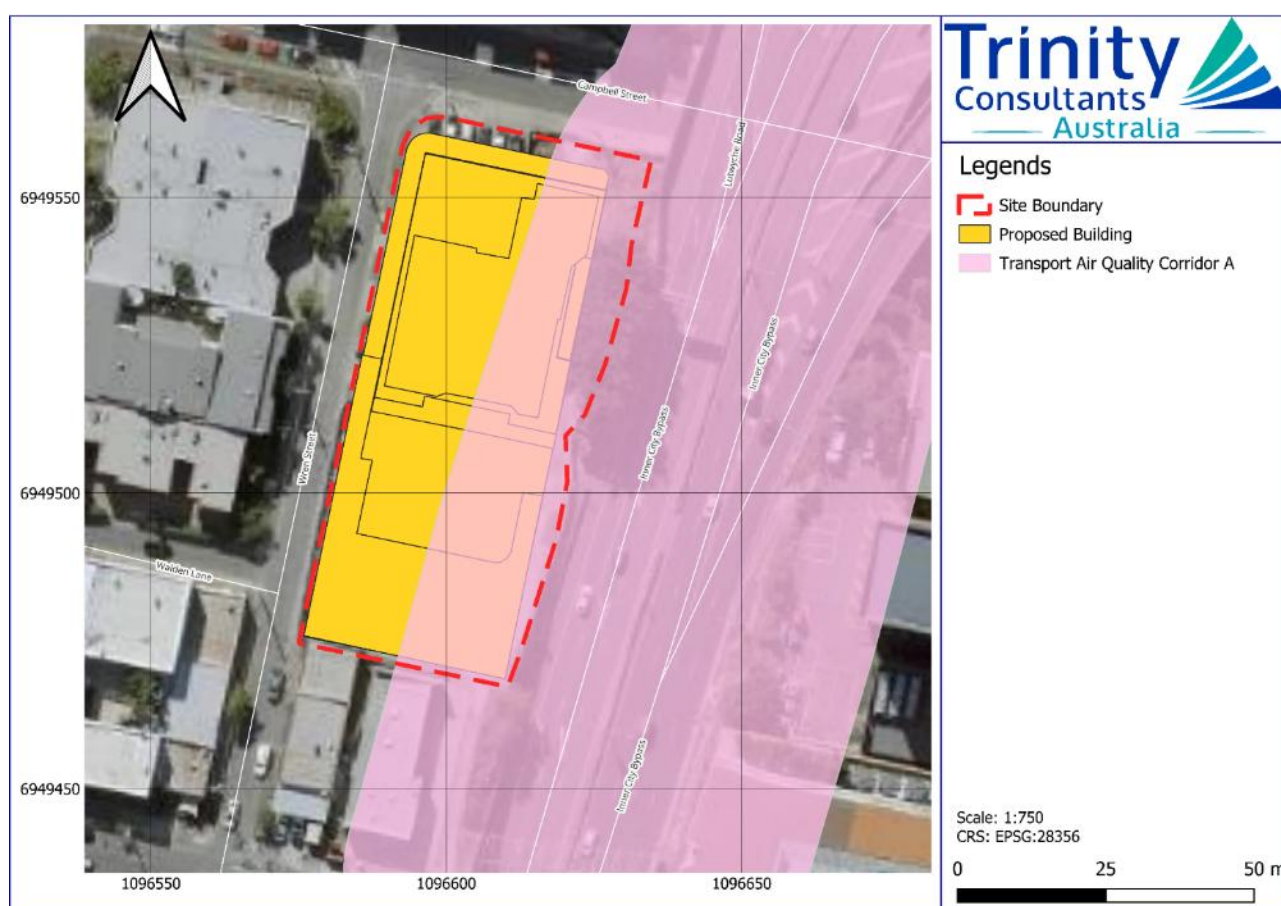 Trinity
Consultants
Australia
Legends
Site Boundary
Proposed Building
Transport Air Quality Corridor A
Campbell Street
Lutwyche Road
6949550
Inner City Bypass
Inner City Bypass
Wren Street
6949500
Walden Lane
Inner City Bypass
6949450
1096550
1096600
1096650
Scale: 1:750
CRS: EPSG:28356
0
25
50 m